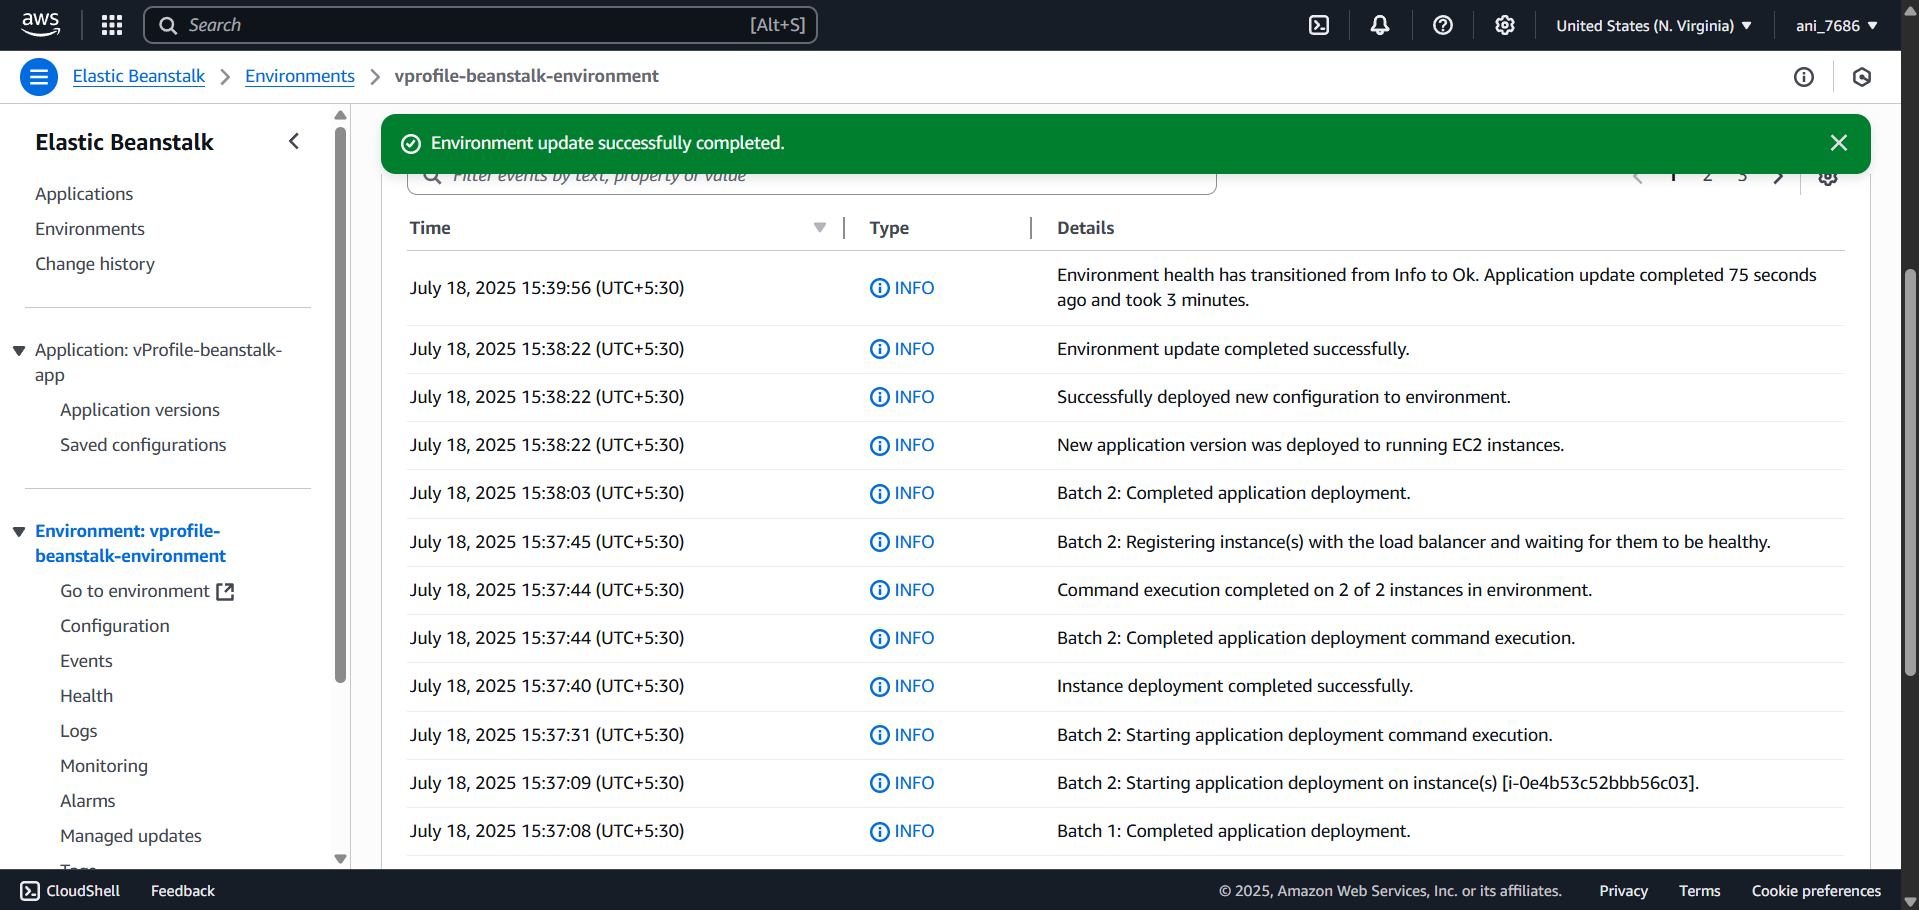 aws
Search [Alt+S]
United States (N. Virginia) ▼
ani_7686 ▼
Elastic Beanstalk > Environments > vprofile-beanstalk-environment
Elastic Beanstalk
Applications
Environments
Change history
Application: vProfile-beanstalk-
app
Application versions
Saved configurations
Environment: vprofile-
beanstalk-environment
Go to environment
Configuration
Events
Health
Logs
Monitoring
Alarms
Managed updates
Tags
Environment update successfully completed.
Filter events by text, property or value
1 2 3
Time Type Details
July 18, 2025 15:39:56 (UTC+5:30) INFO Environment health has transitioned from Info to Ok. Application update completed 75 seconds
ago and took 3 minutes.
July 18, 2025 15:38:22 (UTC+5:30) INFO Environment update completed successfully.
July 18, 2025 15:38:22 (UTC+5:30) INFO Successfully deployed new configuration to environment.
July 18, 2025 15:38:22 (UTC+5:30) INFO New application version was deployed to running EC2 instances.
July 18, 2025 15:38:03 (UTC+5:30) INFO Batch 2: Completed application deployment.
July 18, 2025 15:37:45 (UTC+5:30) INFO Batch 2: Registering instance(s) with the load balancer and waiting for them to be healthy.
July 18, 2025 15:37:44 (UTC+5:30) INFO Command execution completed on 2 of 2 instances in environment.
July 18, 2025 15:37:44 (UTC+5:30) INFO Batch 2: Completed application deployment command execution.
July 18, 2025 15:37:40 (UTC+5:30) INFO Instance deployment completed successfully.
July 18, 2025 15:37:31 (UTC+5:30) INFO Batch 2: Starting application deployment command execution.
July 18, 2025 15:37:09 (UTC+5:30) INFO Batch 2: Starting application deployment on instance(s) [i-0e4b53c52bbb56c03].
July 18, 2025 15:37:08 (UTC+5:30) INFO Batch 1: Completed application deployment.
CloudShell Feedback
© 2025, Amazon Web Services, Inc. or its affiliates. Privacy Terms Cookie preferences